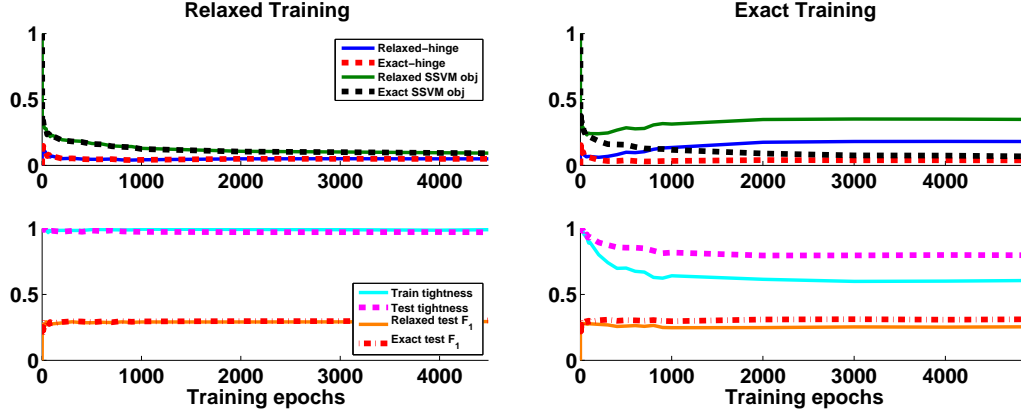 Relaxed Training
Exact Training
1
0.5
0
0 1000 2000 3000 4000
Relaxed-hinge
Exact-hinge
Relaxed SSVM obj
Exact SSVM obj
1
0.5
0
0 1000 2000 3000 4000
1
0.5
0
0 1000 2000 3000 4000
Train tightness
Test tightness
Relaxed test F1
Exact test F1
Training epochs
1
0.5
0
0 1000 2000 3000 4000
Training epochs